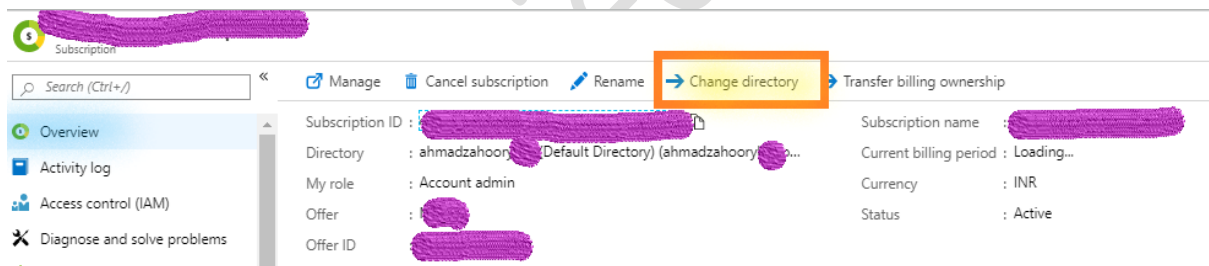 Subscription
Search (Ctrl+/)
«
Manage Cancel subscription Rename Change directory Transfer billing ownership
Overview
Activity log
Access control (IAM)
Diagnose and solve problems
Subscription ID :
Directory : ahmadzahoory (Default Directory) (ahmadzahoory o...
My role : Account admin
Offer :
Offer ID
Subscription name :
Current billing period : Loading...
Currency : INR
Status : Active